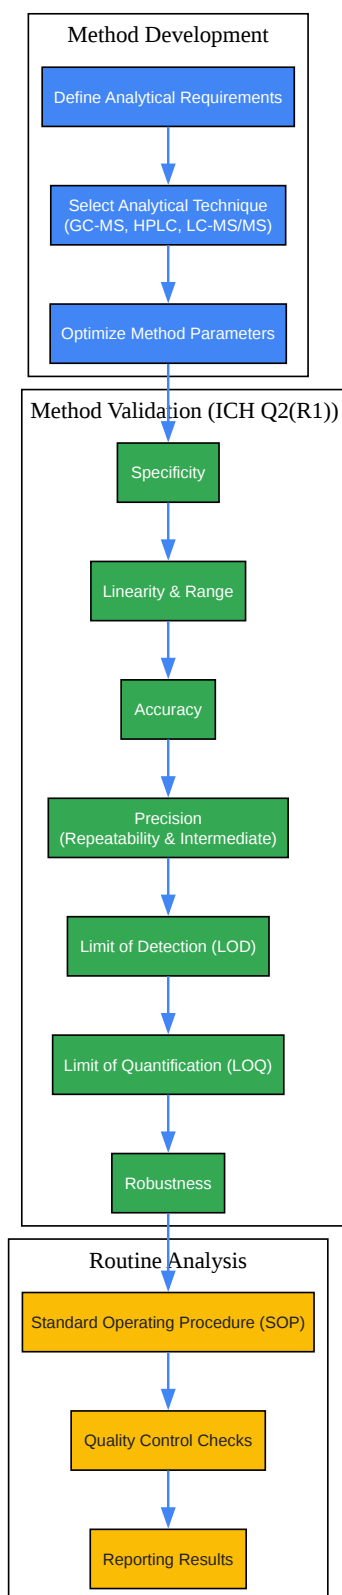 Method Development
Define Analytical Requirements
Select Analytical Technique
(GC-MS, HPLC, LC-MS/MS)
Optimize Method Parameters
Method Validation (ICH Q2(R1))
Specificity
Linearity & Range
Accuracy
Precision
(Repeatability & Intermediate)
Limit of Detection (LOD)
Limit of Quantification (LOQ)
Robustness
Routine Analysis
Standard Operating Procedure (SOP)
Quality Control Checks
Reporting Results